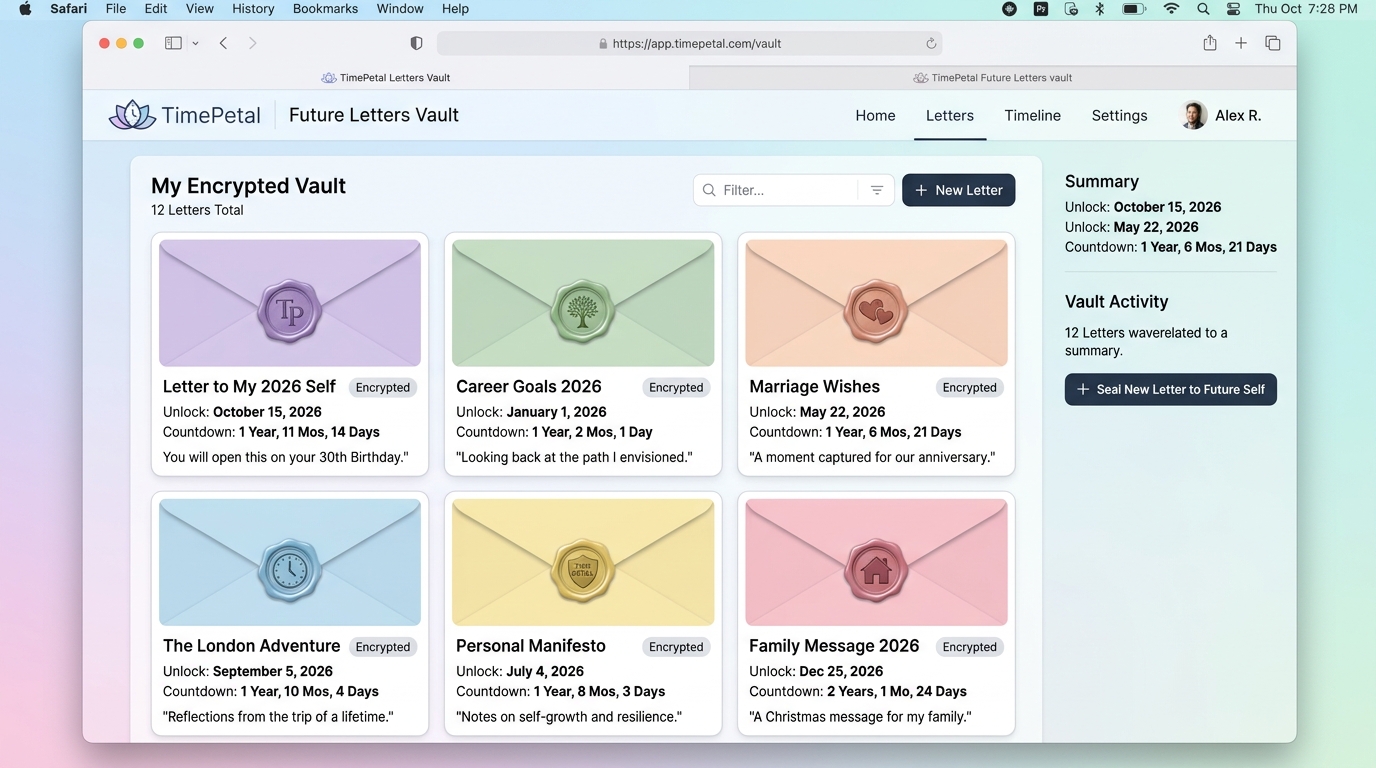 Safari File Edit View History Bookmarks Window Help Thu Oct 7:28 PM
https://app.timepetal.com/vault
TimePetal Letters Vault
TimePetal Future Letters vault
TimePetal Future Letters Vault
Home Letters Timeline Settings Alex R.
My Encrypted Vault
12 Letters Total
Filter...
+ New Letter
TP
Letter to My 2026 Self Encrypted
Unlock: October 15, 2026
Countdown: 1 Year, 11 Mos, 14 Days
You will open this on your 30th Birthday."
Career Goals 2026 Encrypted
Unlock: January 1, 2026
Countdown: 1 Year, 2 Mos, 1 Day
"Looking back at the path I envisioned."
Marriage Wishes Encrypted
Unlock: May 22, 2026
Countdown: 1 Year, 6 Mos, 21 Days
"A moment captured for our anniversary."
The London Adventure Encrypted
Unlock: September 5, 2026
Countdown: 1 Year, 10 Mos, 4 Days
"Reflections from the trip of a lifetime."
Personal Manifesto Encrypted
Unlock: July 4, 2026
Countdown: 1 Year, 8 Mos, 3 Days
"Notes on self-growth and resilience."
Family Message 2026 Encrypted
Unlock: Dec 25, 2026
Countdown: 2 Years, 1 Mo, 24 Days
"A Christmas message for my family."
Summary
Unlock: October 15, 2026
Unlock: May 22, 2026
Countdown: 1 Year, 6 Mos, 21 Days
Vault Activity
12 Letters waverelated to a
summary.
+ Seal New Letter to Future Self